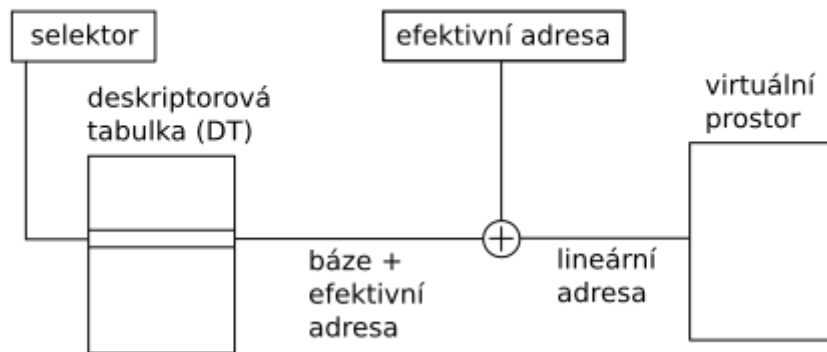 selektor
efektivní adresa
deskriptorová
tabulka (DT)
virtuální
prostor
báze +
efektivní
adresa
lineární
adresa